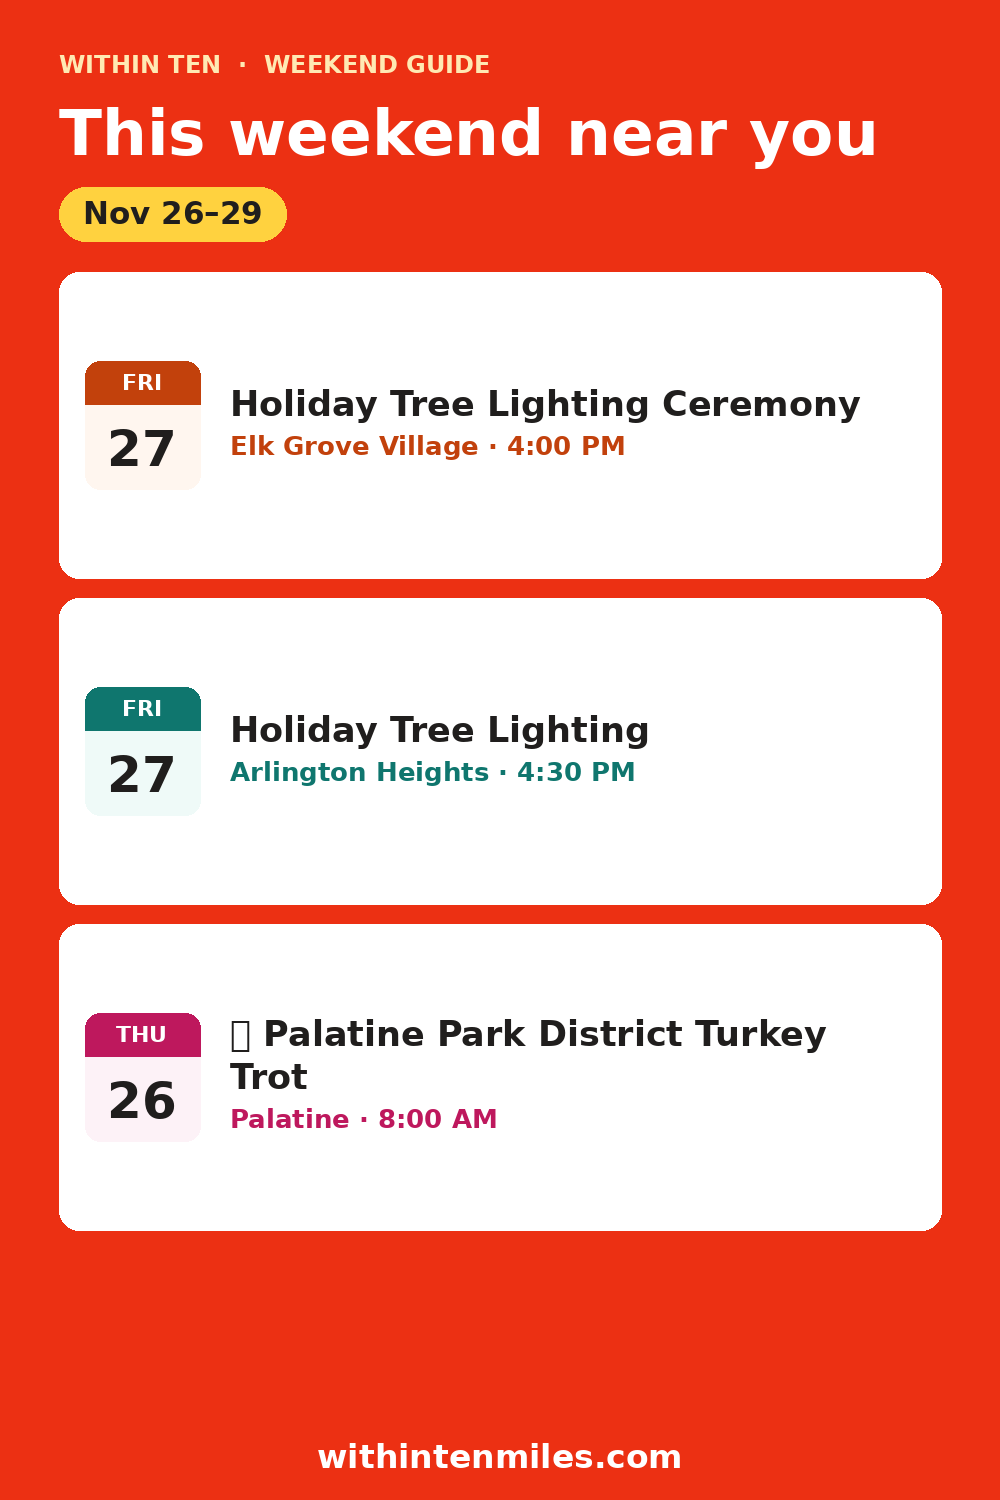 WITHIN TEN · WEEKEND GUIDE
This weekend near you
Nov 26–29
FRI
27
Holiday Tree Lighting Ceremony
Elk Grove Village · 4:00 PM
FRI
27
Holiday Tree Lighting
Arlington Heights · 4:30 PM
THU
26
Palatine Park District Turkey
Trot
Palatine · 8:00 AM
withintenmiles.com